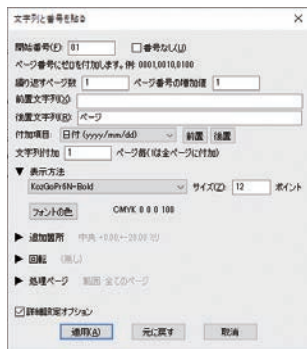 文字列と番号を貼る
開始番号(F) 01 番号なし(U)
ページ番号にゼロを付加します。例 0001,0010,0100
繰り返すページ数 1 ページ番号の増加値 1
前置文字列(X)
後置文字列(R) ページ
付加項目 日付 (yyyy/mm/dd) 前置 後置
文字列付加 1 ページ毎(1は全ページに付加)
▼ 表示方法
KozGoPr6N-Bold サイズ(Z) 12 ポイント
フォントの色 CMYK 0 0 0 100
▶ 追加箇所 中央
▶ 回転 (無し)
▶ 処理ページ 範囲 全てのページ
詳細設定オプション
適用(A) 元に戻す 取消